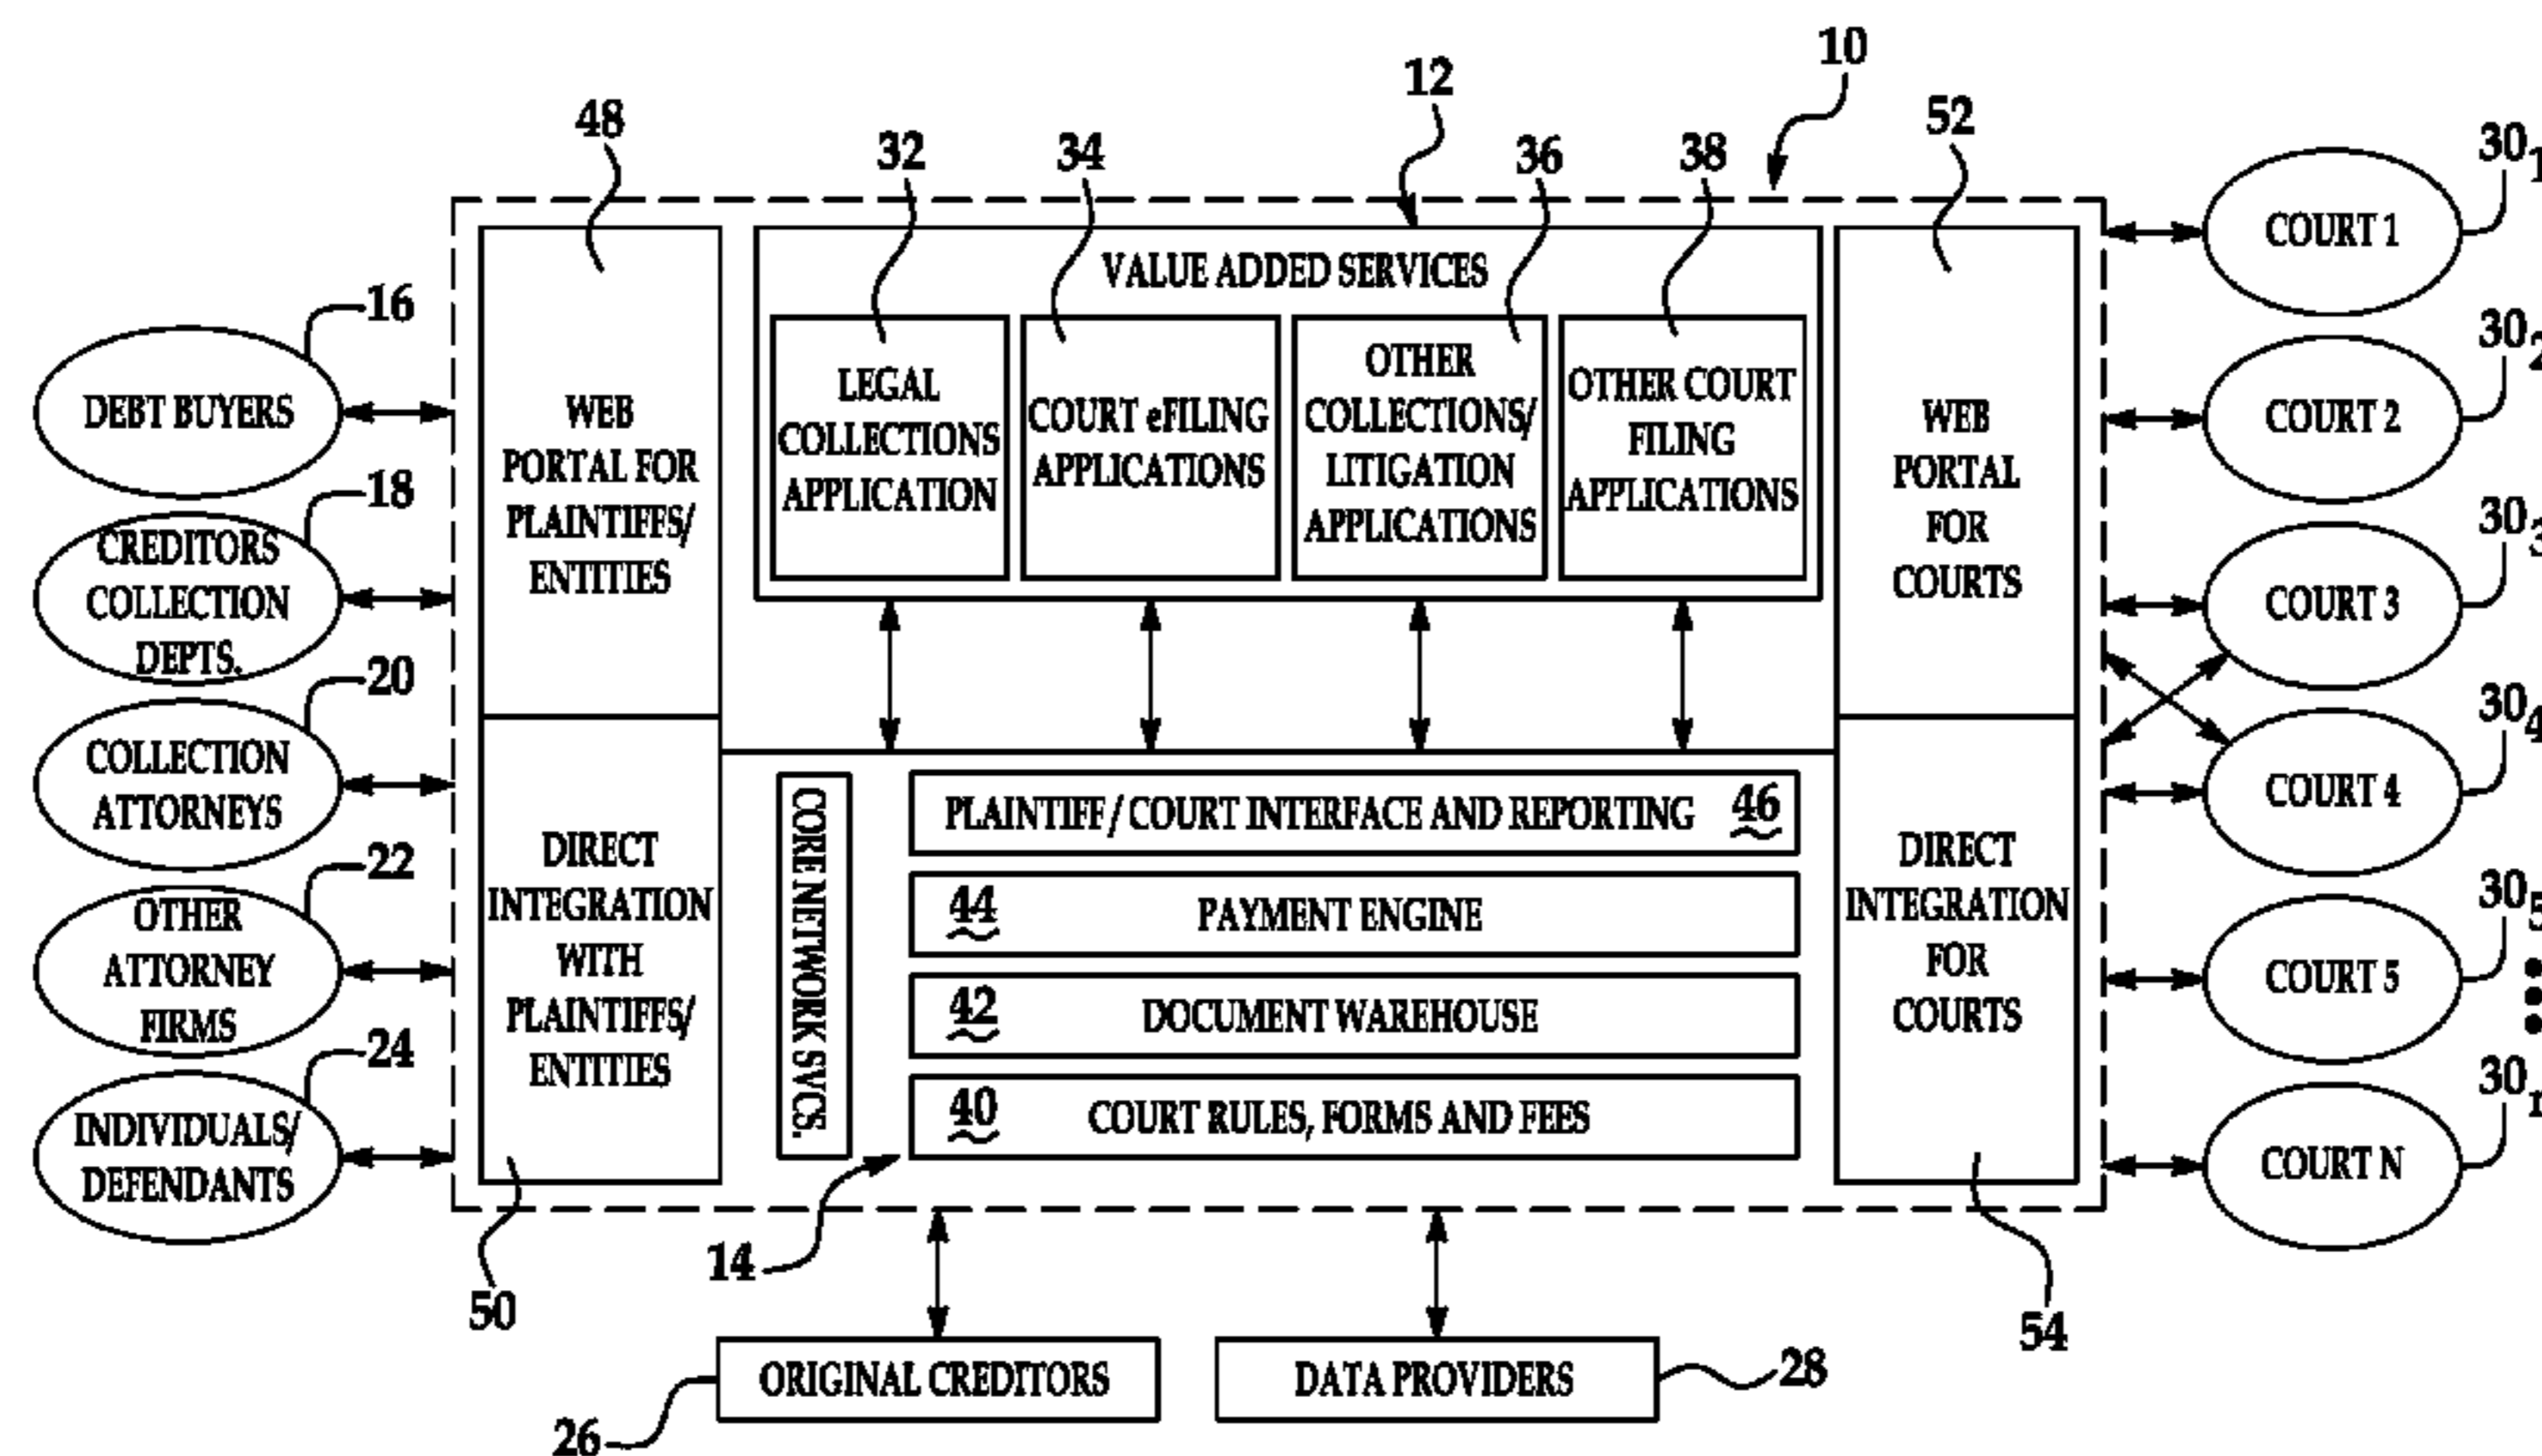 10
12
48
32
34
36
38
52
VALUE ADDED SERVICES
LEGAL
COLLECTIONS
APPLICATION
COURT eFILING
APPLICATIONS
OTHER
COLLECTIONS/
LITIGATION
APPLICATIONS
OTHER COURT
FILING
APPLICATIONS
WEB
PORTAL FOR
PLAINTIFFS/
ENTITIES
DIRECT
INTEGRATION
WITH
PLAINTIFFS/
ENTITIES
50
16
DEBT BUYERS
18
CREDITORS
COLLECTION
DEPTS.
20
COLLECTION
ATTORNEYS
22
OTHER
ATTORNEY
FIRMS
24
INDIVIDUALS/
DEFENDANTS
CORE NETWORK SVCS.
PLAINTIFF/COURT INTERFACE AND REPORTING 46
44 PAYMENT ENGINE
42 DOCUMENT WAREHOUSE
40 COURT RULES, FORMS AND FEES
14
WEB
PORTAL
FOR
COURTS
DIRECT
INTEGRATION
FOR
COURTS
54
COURT 1
30 1
COURT 2
30 2
COURT 3
30 3
COURT 4
30 4
COURT 5
30 5
COURT N
30
ORIGINAL CREDITORS
26
DATA PROVIDERS
28